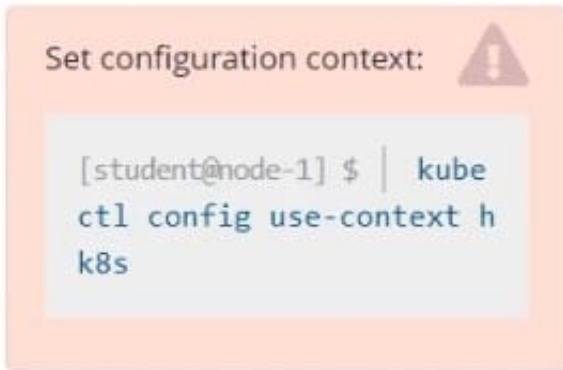 Set configuration context:
[student@node-1] $ | kube
ctl config use-context h
k8s